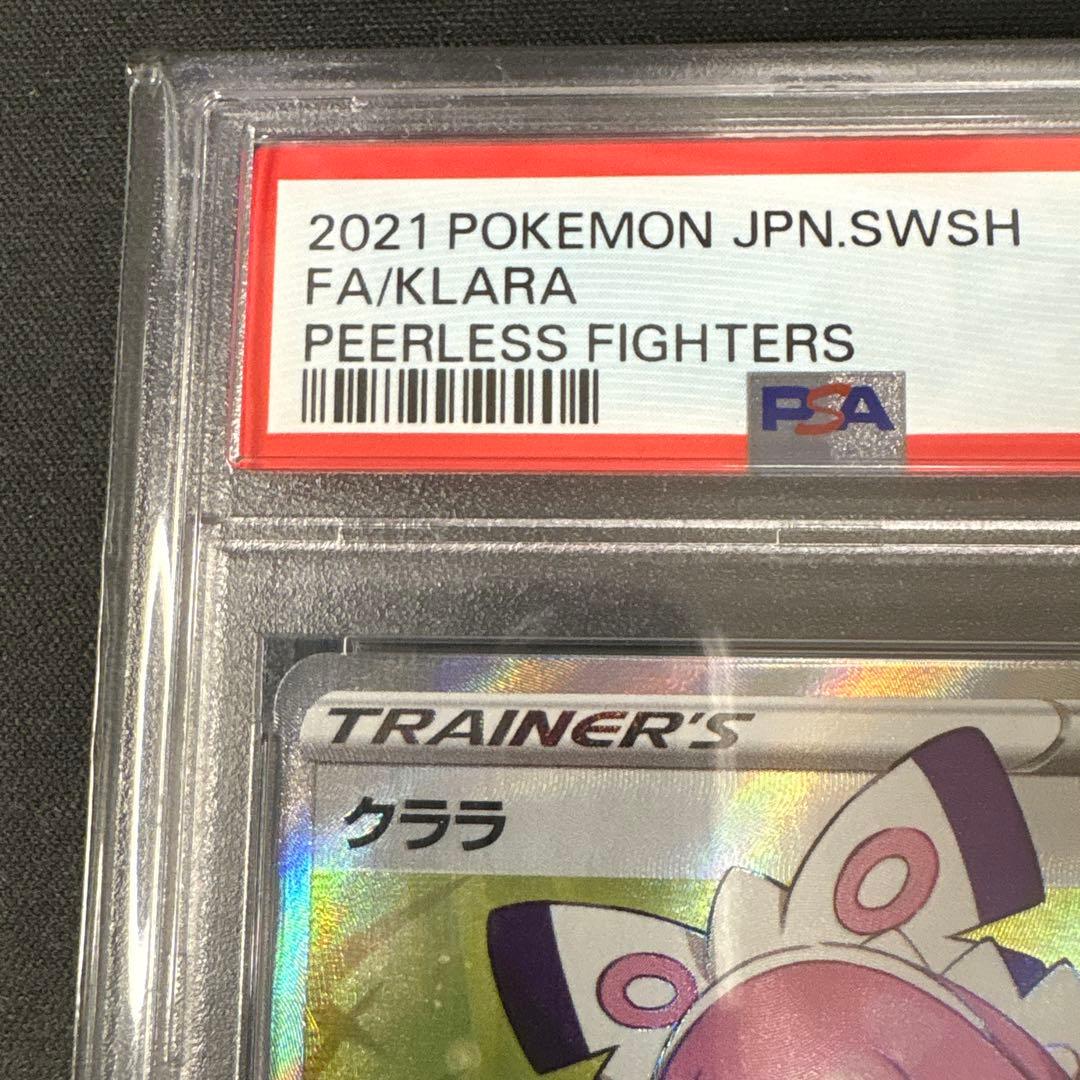 2021 POKEMON JPN.SWSH
FA/KLARA
PEERLESS FIGHTERS
PSA
TRAINER'S
クララ